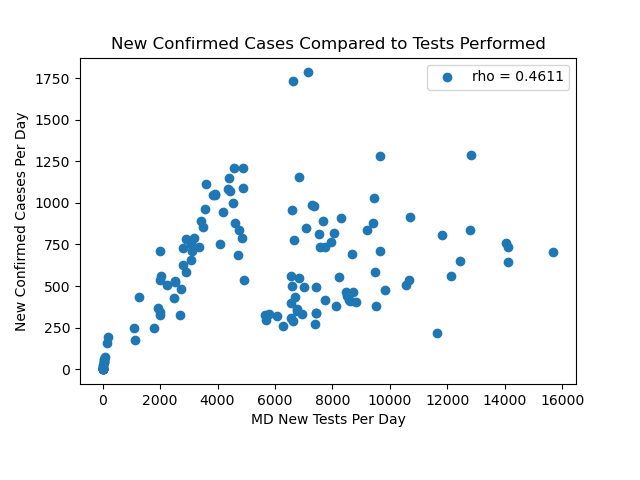 New Confirmed Cases Compared to Tests Performed
rho = 0.4611
New Confirmed Caeses Per Day
1750
1500
1250
1000
750
500
250
0
0 2000 4000 6000 8000 10000 12000 14000 16000
MD New Tests Per Day